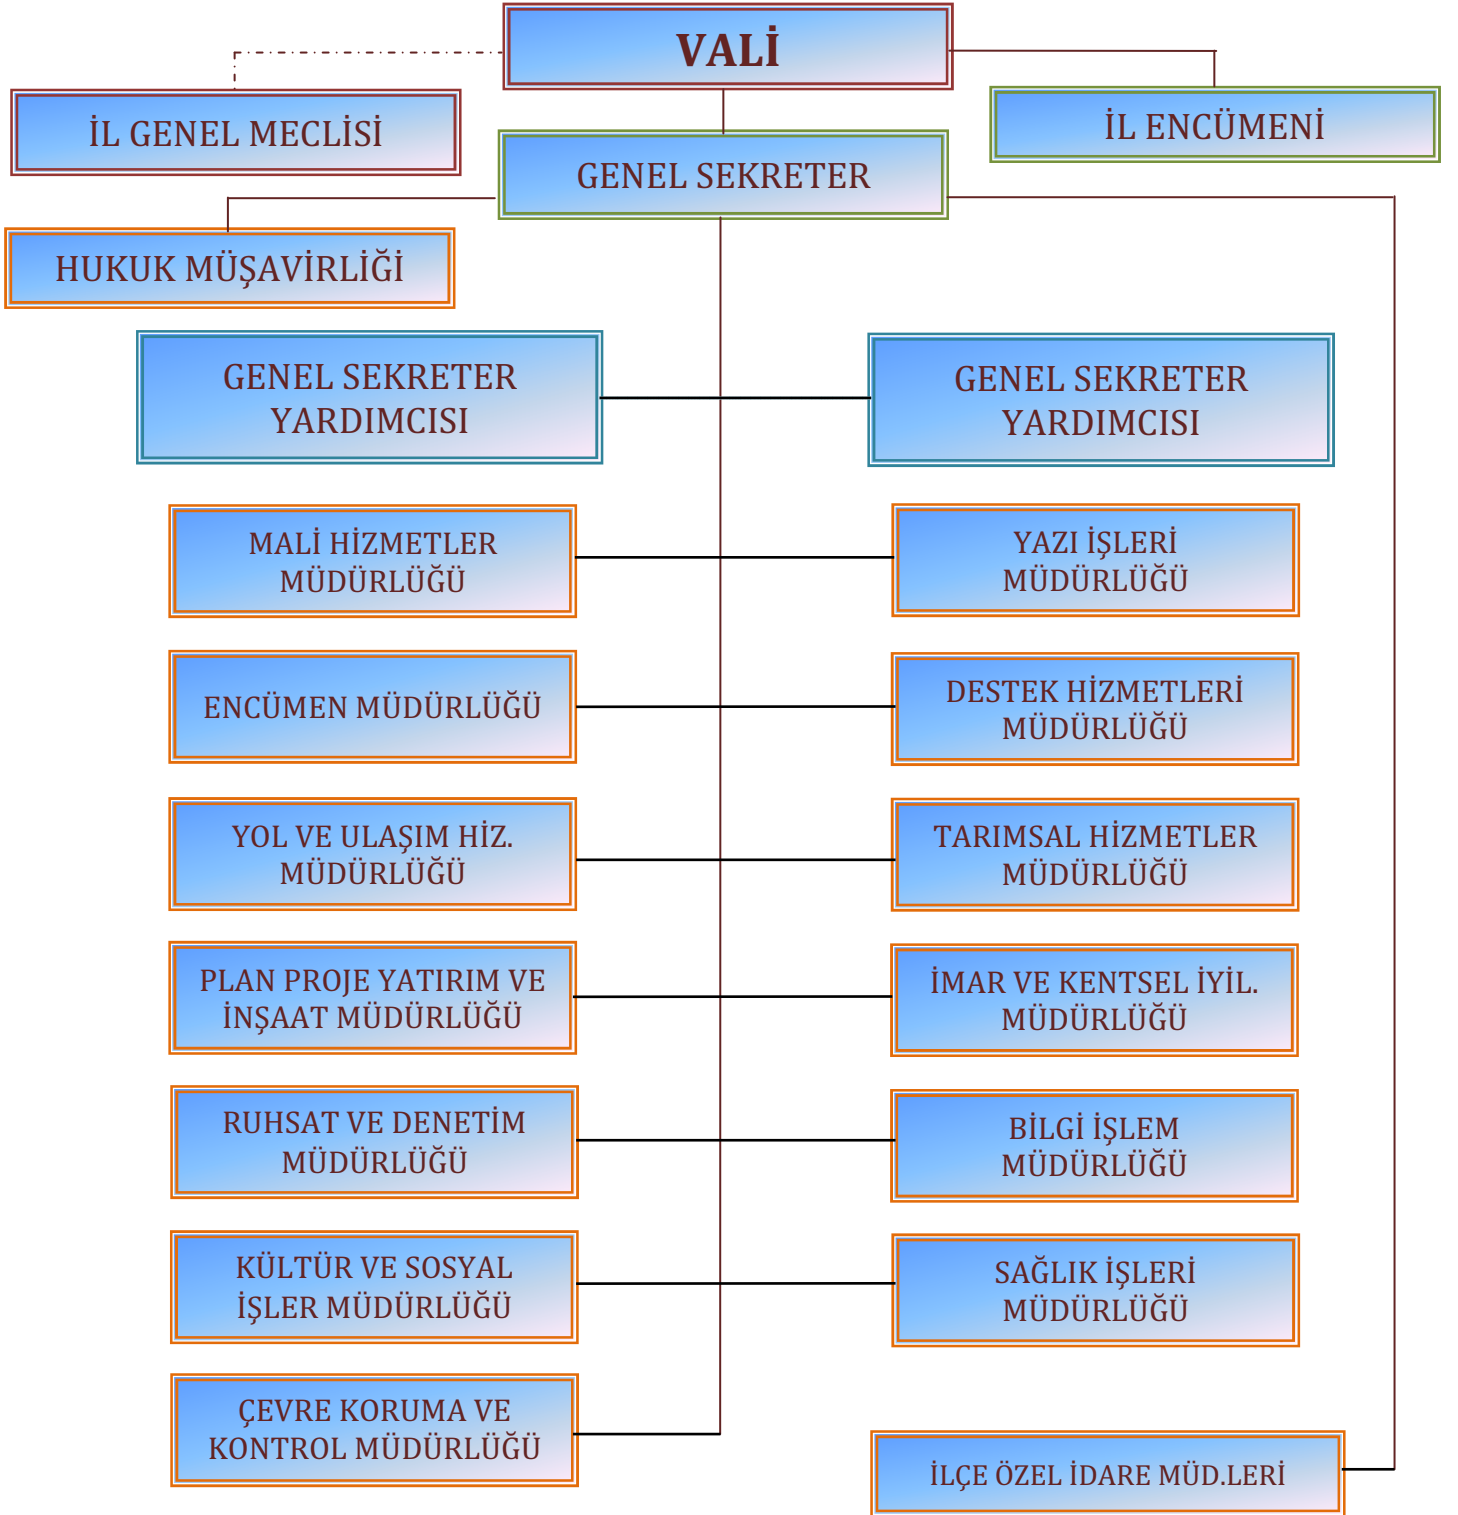 VALİ
İL GENEL MECLİSİ
İL ENCÜMENİ
GENEL SEKRETER
HUKUK MÜŞAVİRLİĞİ
GENEL SEKRETER
YARDIMCISI
GENEL SEKRETER
YARDIMCISI
MALİ HİZMETLER
MÜDÜRLÜĞÜ
YAZI İŞLERİ
MÜDÜRLÜĞÜ
ENCÜMEN MÜDÜRLÜĞÜ
DESTEK HİZMETLERİ
MÜDÜRLÜĞÜ
YOL VE ULAŞIM HİZ.
MÜDÜRLÜĞÜ
TARIMSAL HİZMETLER
MÜDÜRLÜĞÜ
PLAN PROJE YATIRIM VE
İNŞAAT MÜDÜRLÜĞÜ
İMAR VE KENTSEL İYİL.
MÜDÜRLÜĞÜ
RUHSAT VE DENETİM
MÜDÜRLÜĞÜ
BİLGİ İŞLEM
MÜDÜRLÜĞÜ
KÜLTÜR VE SOSYAL
İŞLER MÜDÜRLÜĞÜ
SAĞLIK İŞLERİ
MÜDÜRLÜĞÜ
ÇEVRE KORUMA VE
KONTROL MÜDÜRLÜĞÜ
İLÇE ÖZEL İDARE MÜD.LERİ